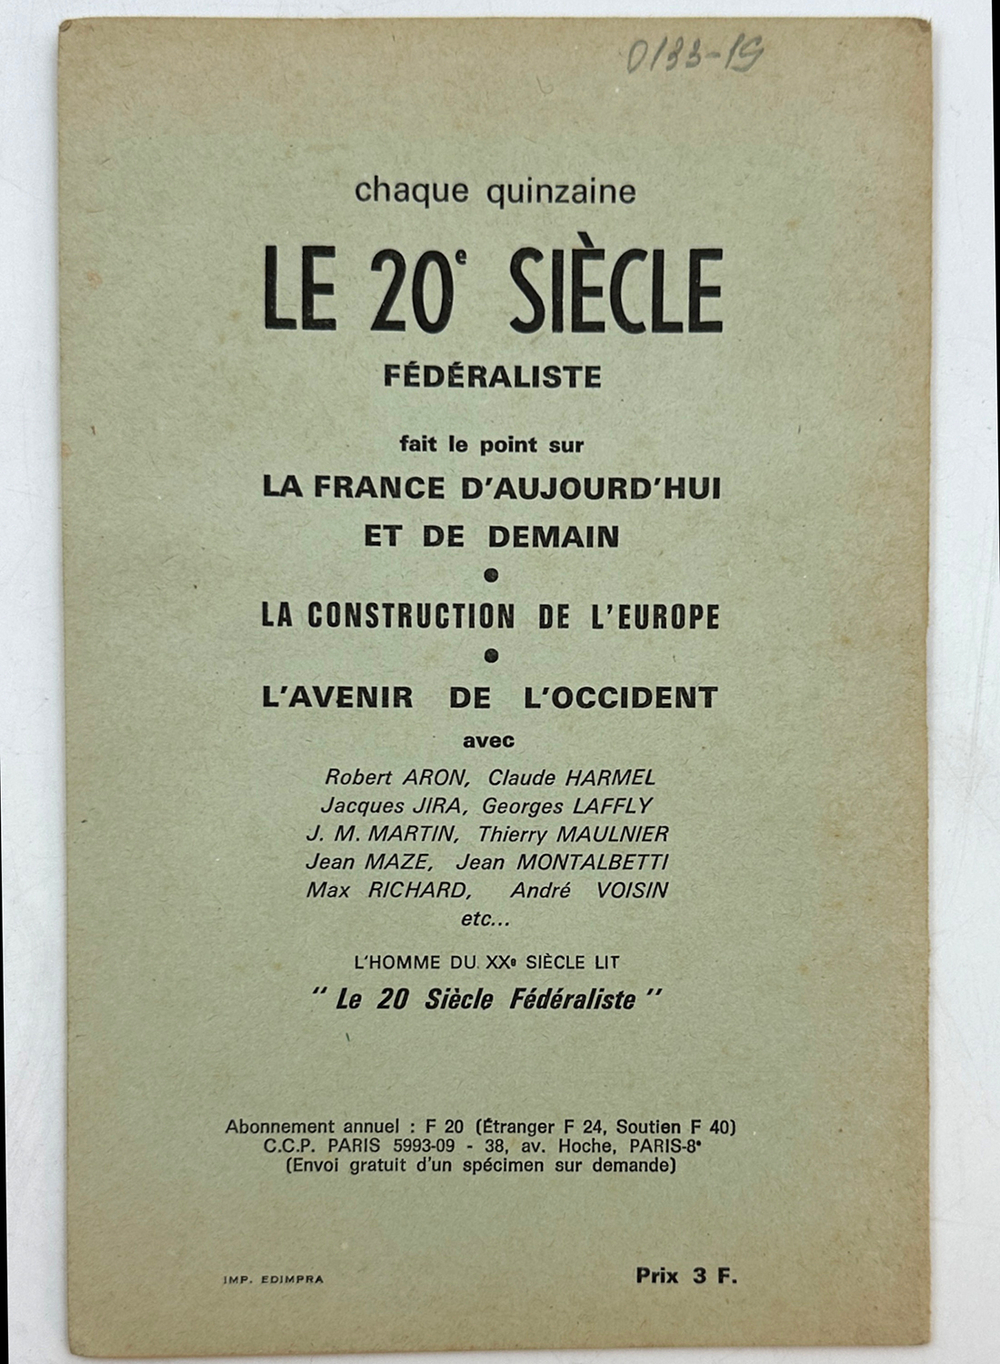 0133-19
chaque quinzaine
LE 20e SIÈCLE
FÉDÉRALISTE
fait le point sur
LA FRANCE D'AUJOURD'HUI
ET DE DEMAIN
●
LA CONSTRUCTION DE L'EUROPE
●
L'AVENIR DE L'OCCIDENT
avec
Robert ARON, Claude HARMEL
Jacques JIRA, Georges LAFFLY
J. M. MARTIN, Thierry MAULNIER
Jean MAZE, Jean MONTALBETTI
Max RICHARD, André VOISIN
etc...
L'HOMME DU XXe SIÈCLE LIT
" Le 20 Siècle Fédéraliste "
Abonnement annuel : F 20 (Étranger F 24, Soutien F 40)
C.C.P. PARIS 5993-09 - 38, av. Hoche, PARIS-8e
(Envoi gratuit d'un spécimen sur demande)
IMP. EDIMPRA
Prix 3 F.